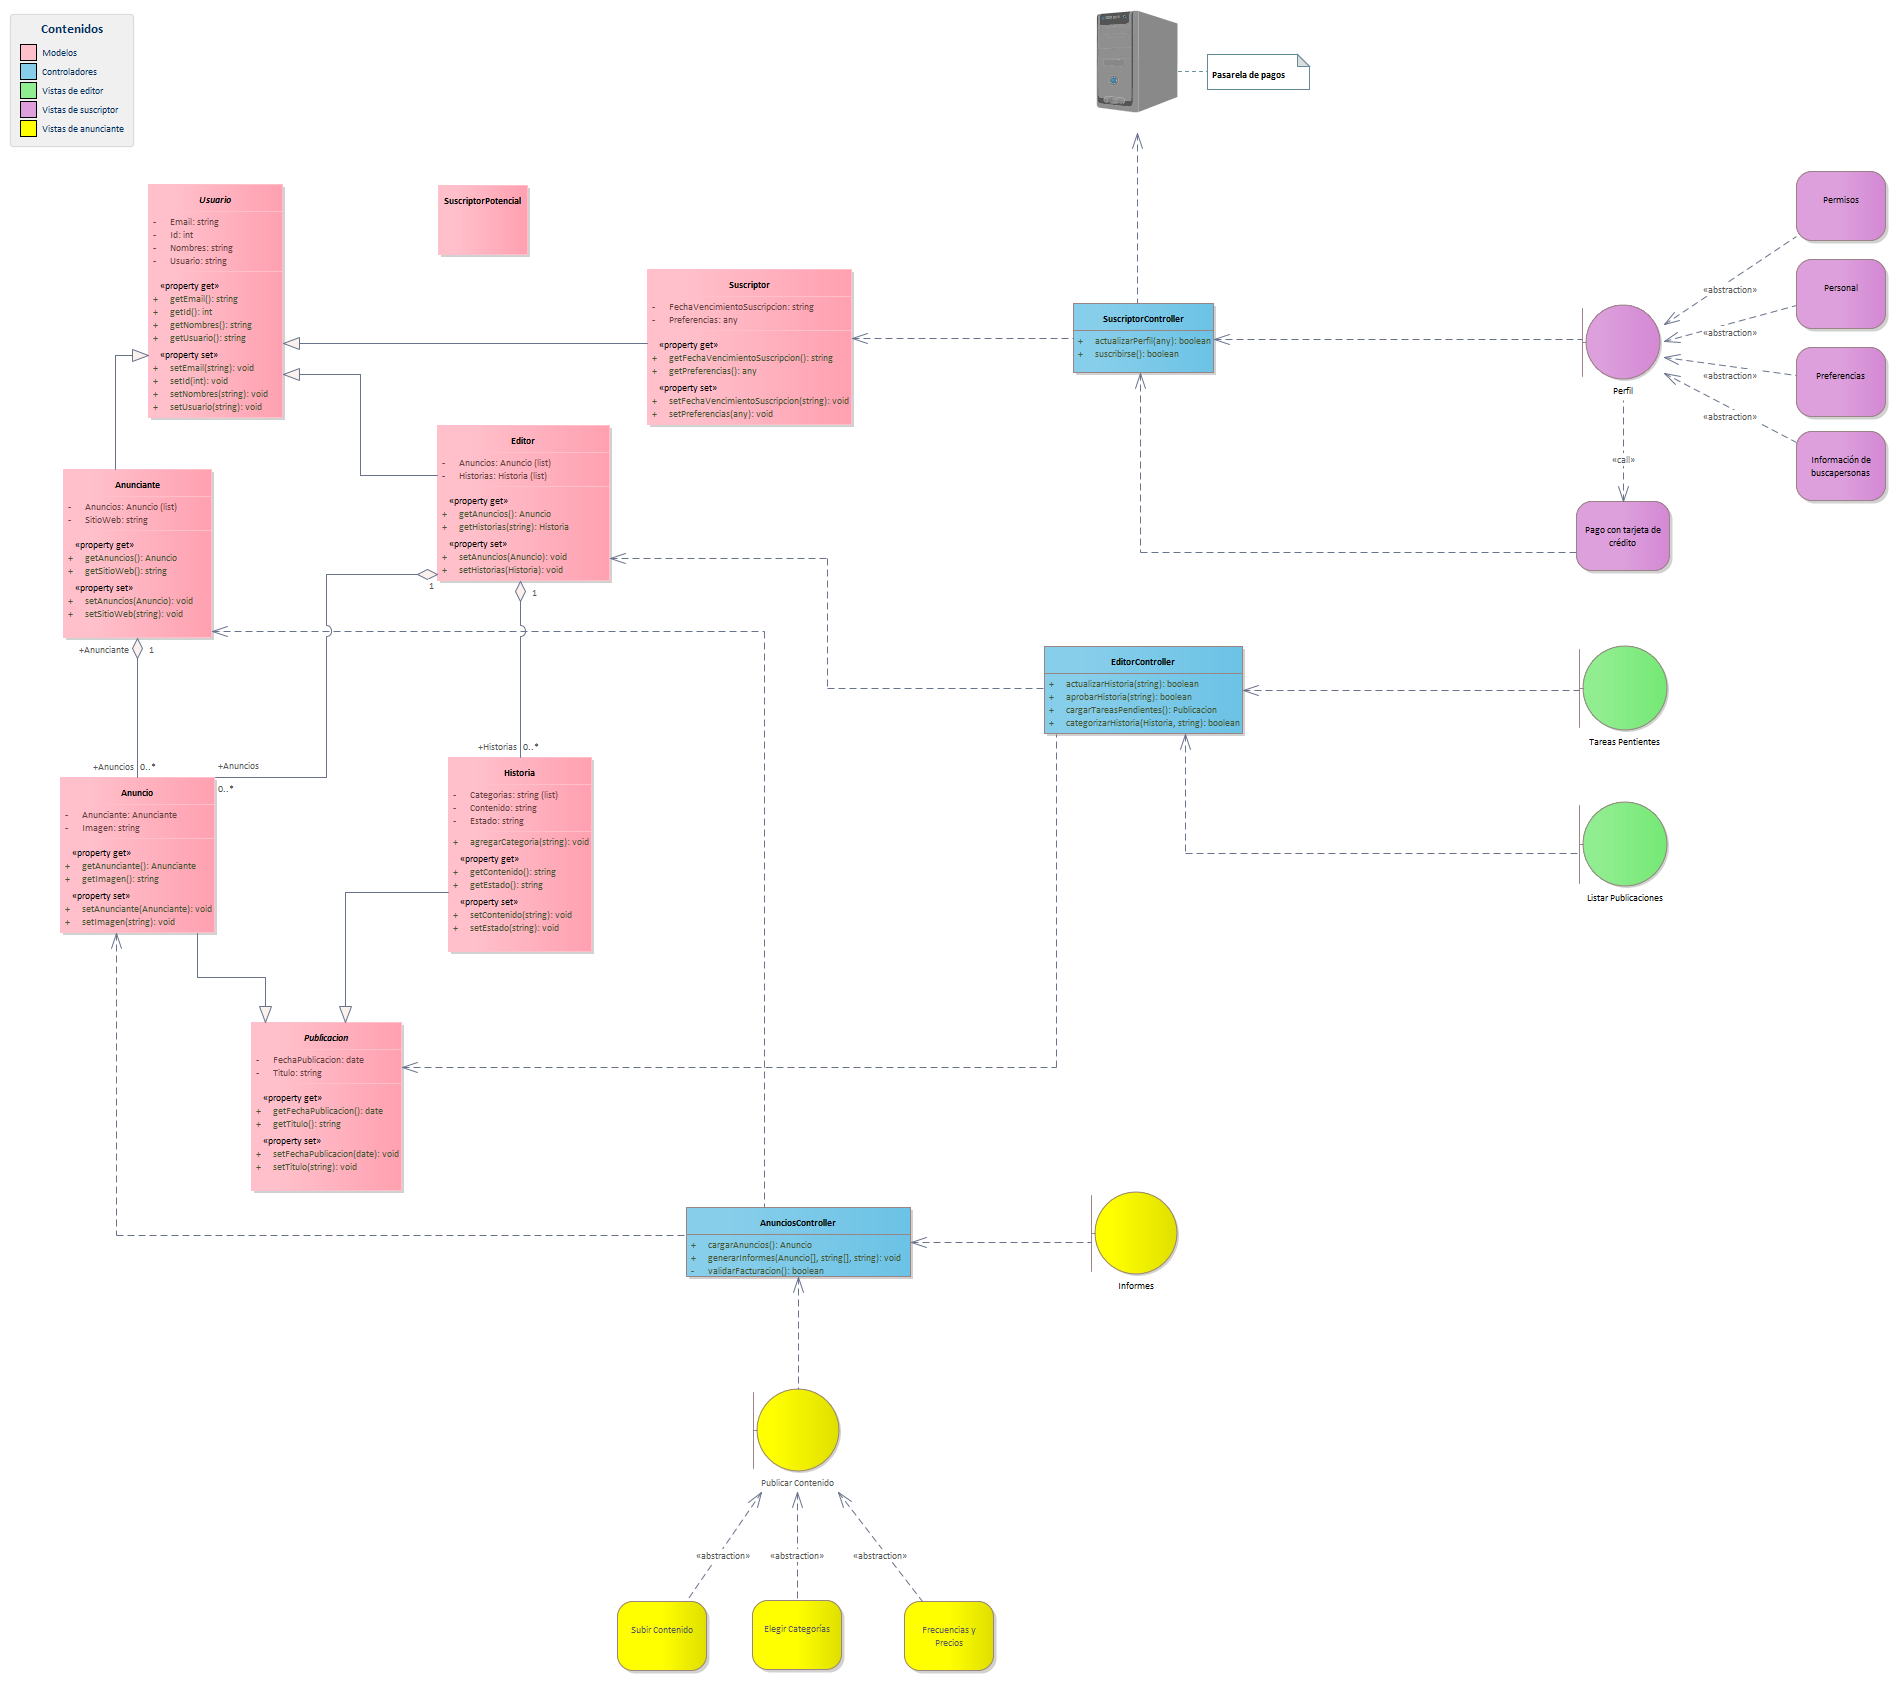 Contenidos
Modelos
Controladores
Vistas de editor
Vistas de suscriptor
Vistas de anunciante
Pasarela de pagos
Usuario
- Email: string
- Id: int
- Nombres: string
- Usuario: string
«property get»
+ getEmail(): string
+ getId(): int
+ getNombres(): string
+ getUsuario(): string
«property set»
+ setEmail(string): void
+ setId(int): void
+ setNombres(string): void
+ setUsuario(string): void
SuscriptorPotencial
Suscriptor
- FechaVencimientoSuscripcion: string
- Preferencias: any
«property get»
+ getFechaVencimientoSuscripcion(): string
+ getPreferencias(): any
«property set»
+ setFechaVencimientoSuscripcion(string): void
+ setPreferencias(any): void
SuscriptorController
+ actualizarPerfil(any): boolean
+ suscribirse(): boolean
Perfil
Permisos
Personal
Preferencias
Información de
buscapersonas
«abstraction»
«abstraction»
«abstraction»
«abstraction»
«call»
Pago con tarjeta de
crédito
Editor
- Anuncios: Anuncio (list)
- Historias: Historia (list)
«property get»
+ getAnuncios(): Anuncio
+ getHistorias(string): Historia
«property set»
+ setAnuncios(Anuncio): void
+ setHistorias(Historia): void
1
1
Anunciante
- Anuncios: Anuncio (list)
- SitioWeb: string
«property get»
+ getAnuncios(): Anuncio
+ getSitioWeb(): string
«property set»
+ setAnuncios(Anuncio): void
+ setSitioWeb(string): void
+Anunciante 1
EditorController
+ actualizarHistoria(string): boolean
+ aprobarHistoria(string): boolean
+ cargarTareasPendientes(): Publicacion
+ categorizarHistoria(Historia, string): boolean
Tareas Pentientes
Listar Publicaciones
+Anuncios 0..*
+Anuncios
0..*
+Historias 0..*
Anuncio
- Anunciante: Anunciante
- Imagen: string
«property get»
+ getAnunciante(): Anunciante
+ getImagen(): string
«property set»
+ setAnunciante(Anunciante): void
+ setImagen(string): void
Historia
- Categorias: string (list)
- Contenido: string
- Estado: string
+ agregarCategoria(string): void
«property get»
+ getContenido(): string
+ getEstado(): string
«property set»
+ setContenido(string): void
+ setEstado(string): void
Publicacion
- FechaPublicacion: date
- Titulo: string
«property get»
+ getFechaPublicacion(): date
+ getTitulo(): string
«property set»
+ setFechaPublicacion(date): void
+ setTitulo(string): void
AnunciosController
+ cargarAnuncios(): Anuncio
+ generarInformes(Anuncio[], string[], string): void
- validarFacturacion(): boolean
Informes
Publicar Contenido
«abstraction»
«abstraction»
«abstraction»
Subir Contenido
Elegir Categorías
Frecuencias y
Precios